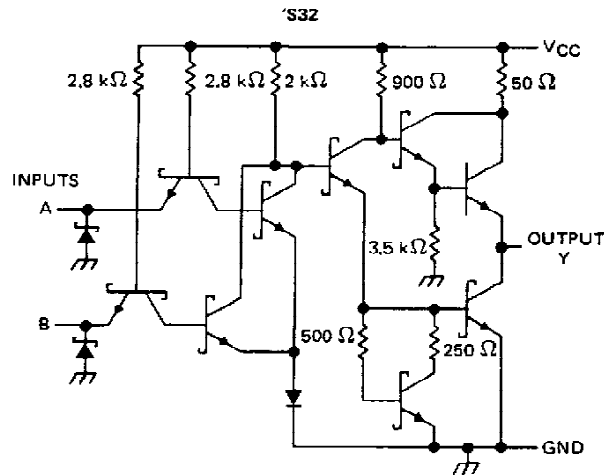 'S32
VCC
2.8 kΩ
2.8 kΩ
2 kΩ
900 Ω
50 Ω
INPUTS
A
3.5 kΩ
OUTPUT
Y
B
500 Ω
250 Ω
GND